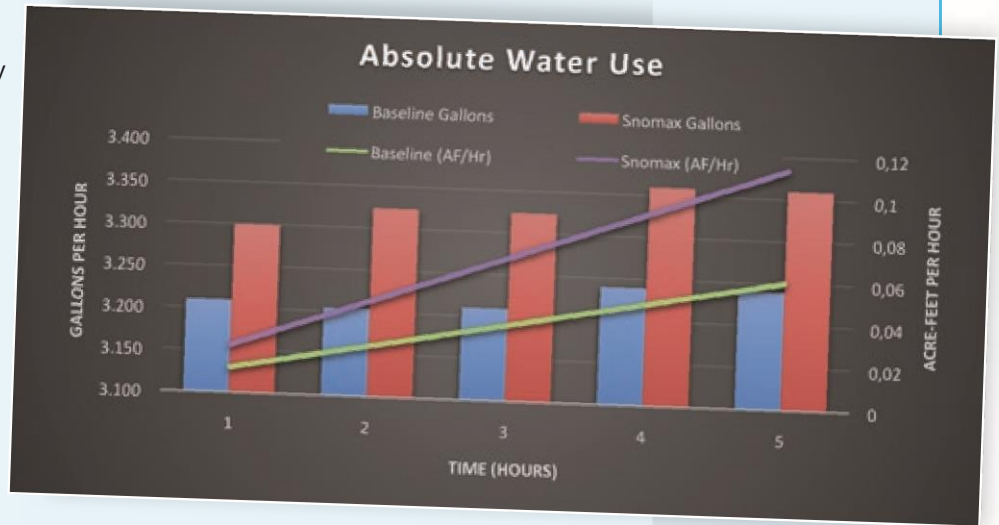 y
Absolute Water Use
Baseline Gallons
Snomax Gallons
Baseline (AF/Hr)
Snomax (AF/Hr)
GALLONS PER HOUR
3.400
3.350
3.300
3.250
3.200
3.150
3.100
0,12
0,1
0,08
0,06
0,04
0,02
0
ACRE-FEET PER HOUR
1 2 3 4 5
TIME (HOURS)